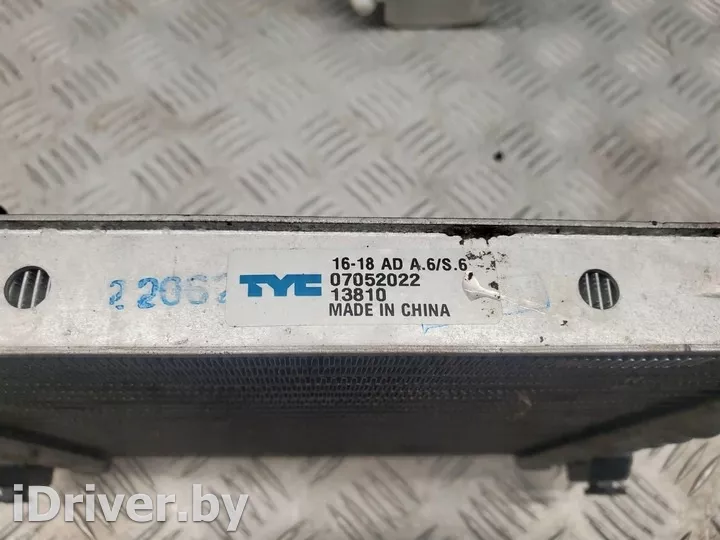 16-18 AD A.6/S.6
TYC 07052022
13810
MADE IN CHINA
iDriver.by